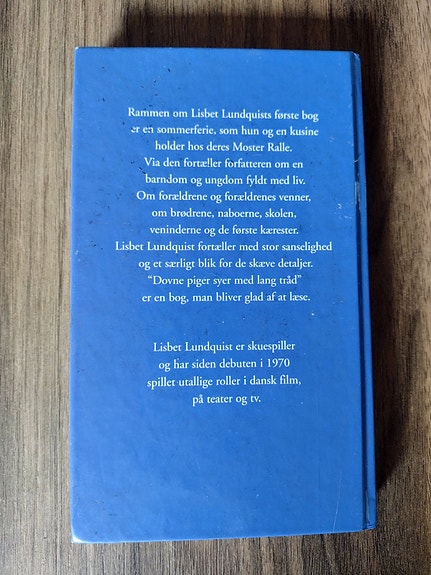 Rammen om Lisbet Lundquists første bog
er en sommerferie, som hun og en kusine
holder hos deres Moster Ralle.
Via den fortæller forfatteren om en
barndom og ungdom fyldt med liv.
Om forældrene og forældrenes venner,
om brødrene, naboerne, skolen,
veninderne og de første kærester.
Lisbet Lundquist fortæller med stor sanselighed
og et særligt blik for de skæve detaljer.
“Dovne piger syer med lang tråd”
er en bog, man bliver glad af at læse.
Lisbet Lundquist er skuespiller
og har siden debuten i 1970
spillet utallige roller i dansk film,
på teater og tv.